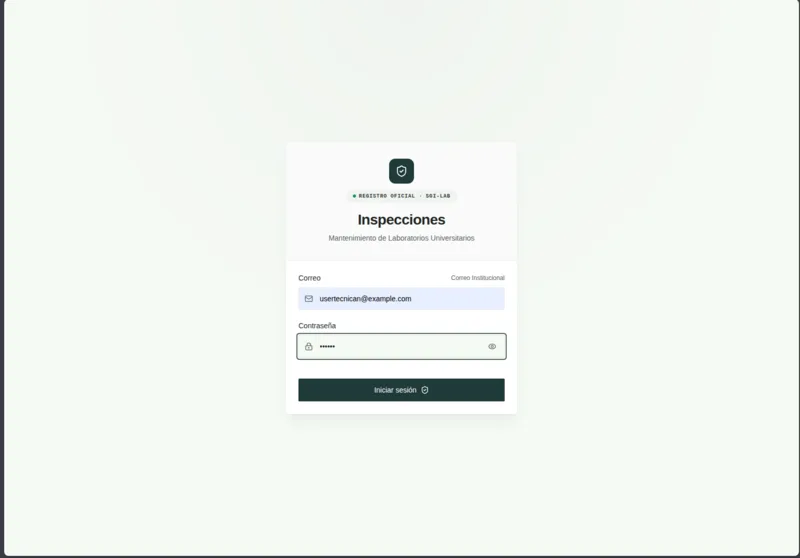 REGISTRO OFICIAL · SGI-LAB
Inspecciones
Mantenimiento de Laboratorios Universitarios
Correo Correo Institucional
usertecnican@example.com
Contraseña
••••••
Iniciar sesión